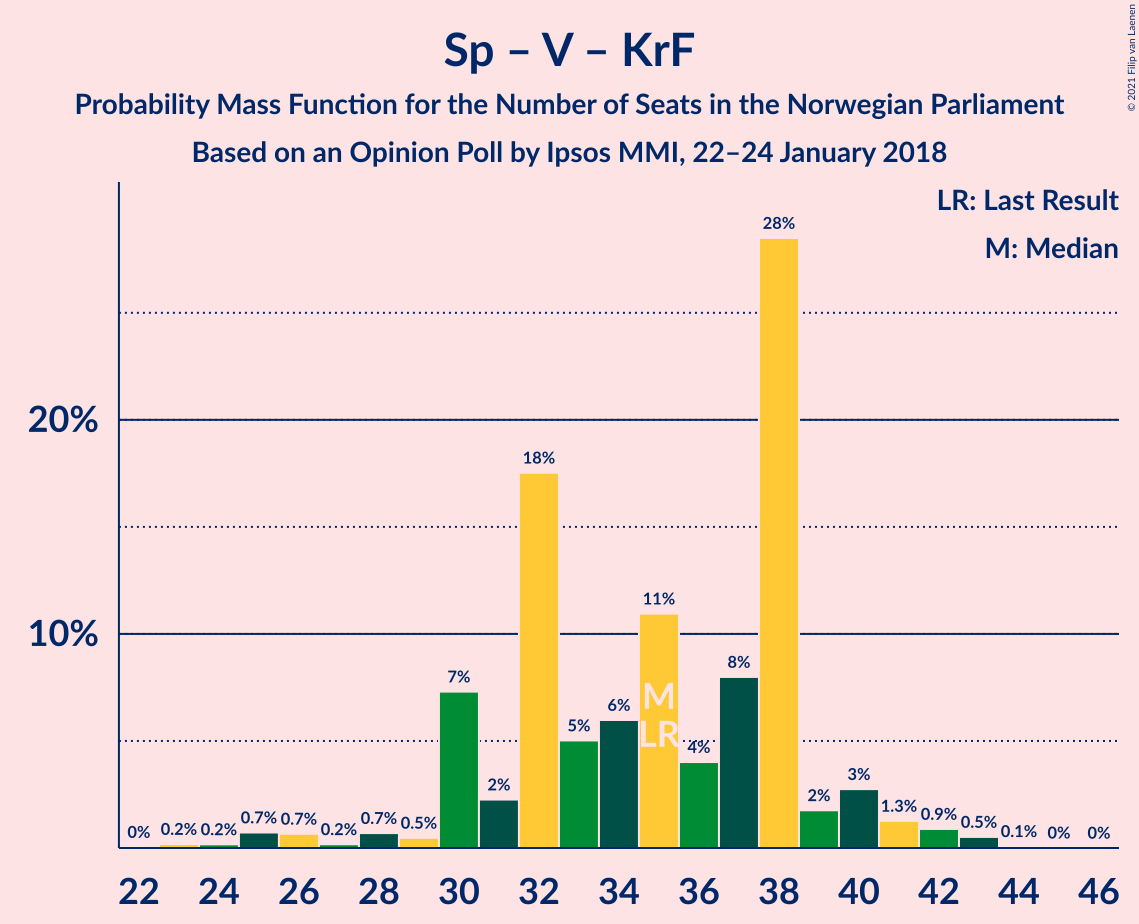 Sp – V – KrF
Probability Mass Function for the Number of Seats in the Norwegian Parliament
Based on an Opinion Poll by Ipsos MMI, 22–24 January 2018
© 2021 Filip van Laenen
LR: Last Result
M: Median
20%
10%
0% 0.2% 0.2% 0.7% 0.7% 0.2% 0.7% 0.5% 7% 2% 18% 5% 6% 11% 4% 8% 28% 2% 3% 1.3% 0.9% 0.5% 0.1% 0% 0%
M
LR
22 24 26 28 30 32 34 36 38 40 42 44 46